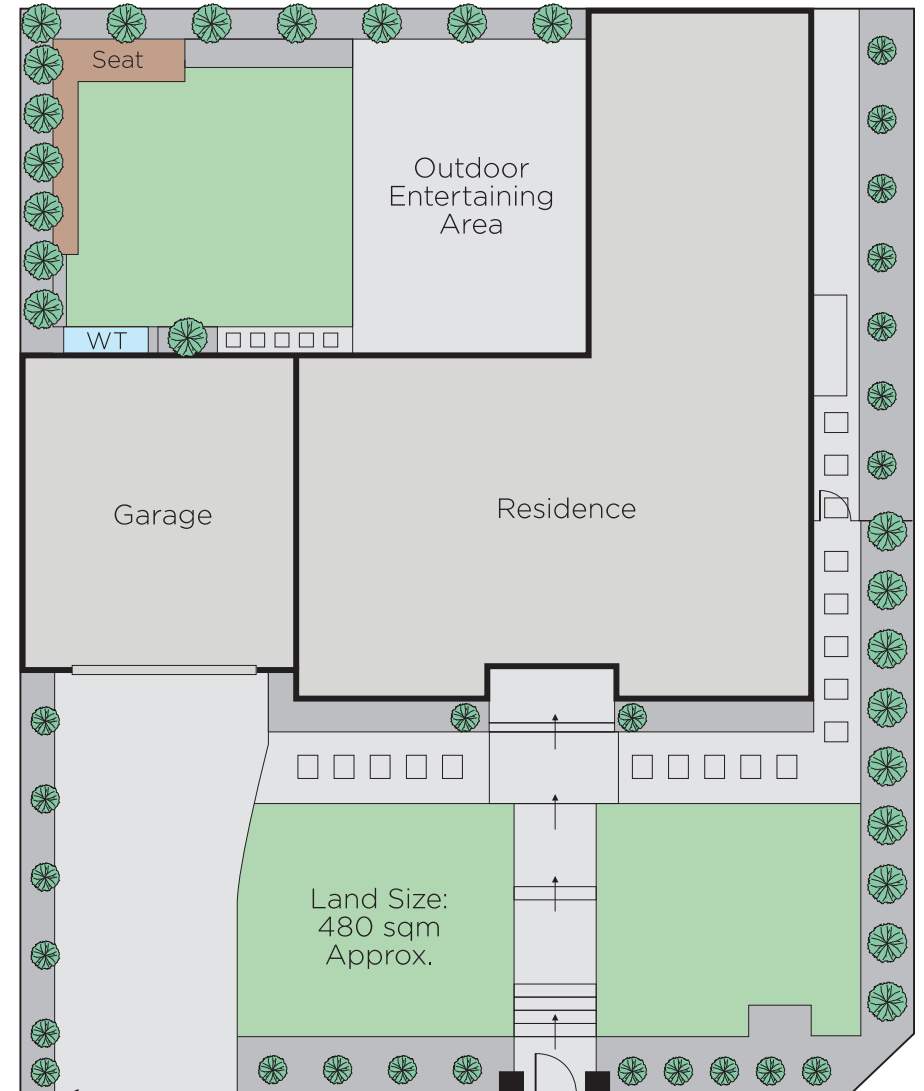 Seat
Outdoor
Entertaining
Area
WT
Garage
Residence
Land Size:
480 sqm
Approx.